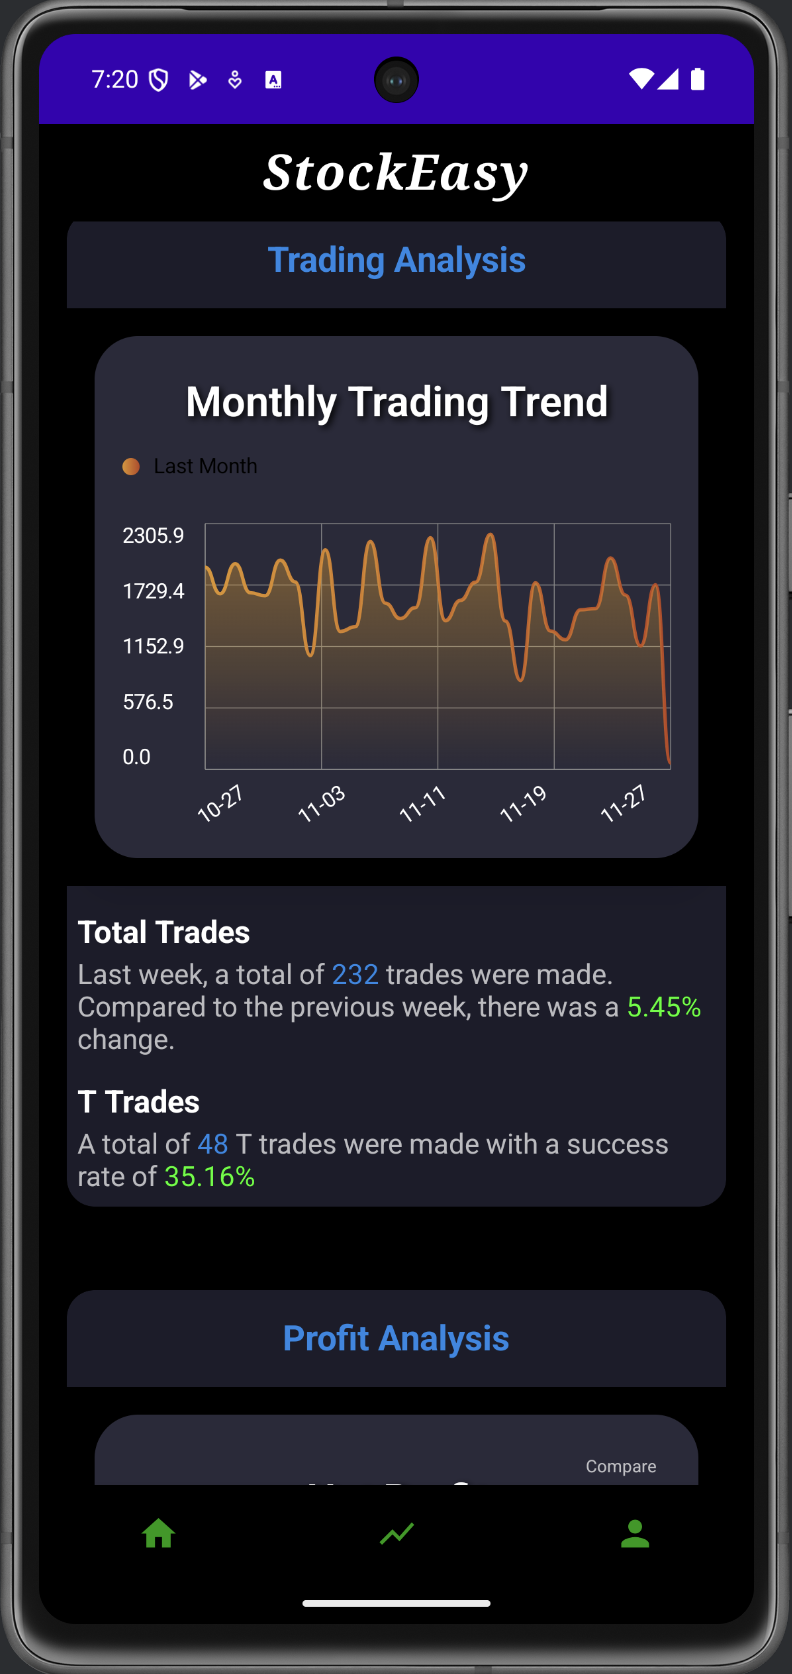 7:20
StockEasy
Trading Analysis
Monthly Trading Trend
Last Month
2305.9
1729.4
1152.9
576.5
0.0
10-27
11-03
11-11
11-19
11-27
Total Trades
Last week, a total of 232 trades were made.
Compared to the previous week, there was a 5.45%
change.
T Trades
A total of 48 T trades were made with a success
rate of 35.16%
Profit Analysis
Compare